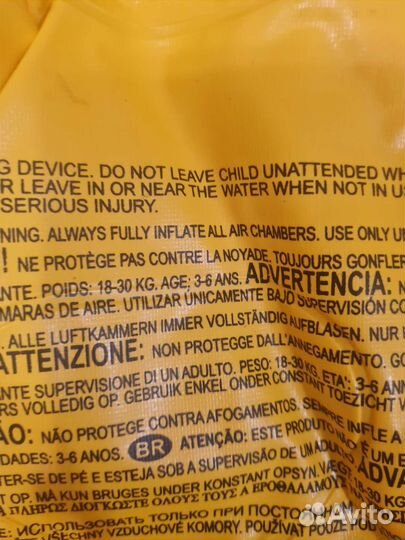 G DEVICE. DO NOT LEAVE CHILD UNATTENDED WH
R LEAVE IN OR NEAR THE WATER WHEN NOT IN U
SERIOUS INJURY.
NING. ALWAYS FULLY INFLATE ALL AIR CHAMBERS. USE ONLY UN
! NE PROTÈGE PAS CONTRE LA NOYADE. TOUJOURS GONFLER
ANTE. POIDS: 18-30 KG, AGE: 3-6 ANS. ADVERTENCIA: N
MARAS DE AIRE. UTILIZAR ÚNICAMENTE BAJO SUPERVISIÓN CO
. ALLE LUFTKAMMERN IMMER VOLLSTÄNDIG AUFBLASEN. NUR
ATTENZIONE: NON PROTEGGE DALL'ANNEGAMENTO. GO
ANTE SUPERVISIONE DI UN ADULTO. PESO: 18-30 KG, ETA': 3-6 ANN
RS VOLLEDIG OP. GEBRUIK ENKEL ONDER CONSTANT TOEZICHT V
ÃO: NÃO PROTEGE CONTRA AFOGAMENTOS. SEMPRE INFLE A
DADES: 3-6 ANOS. BR ATENÇÃO: ESTE PRODUTO NÃO É UM E
TER-SE DE PÉ E ESTEJA SOB A SUPERVISÃO DE UM ADULTO. ADVA
T OP. MÅ KUN BRUGES UNDER KONSTANT OPSYN. VÆGT 18-30 KG
ΠΛΗΡΩΣ ΔΙΟΓΚΩΣΤΕ ΟΛΟΥΣ ΤΟΥΣ ΑΕΡΟΘΑΛΑΜΟΥΣ
ИСПОЛЬЗОВАТЬ ТОЛЬКО ПРИ ПОСТО
VŠECHNY VZDUCHOVÉ KOMORY. POUŽÍVAT POUZE POD
Avito